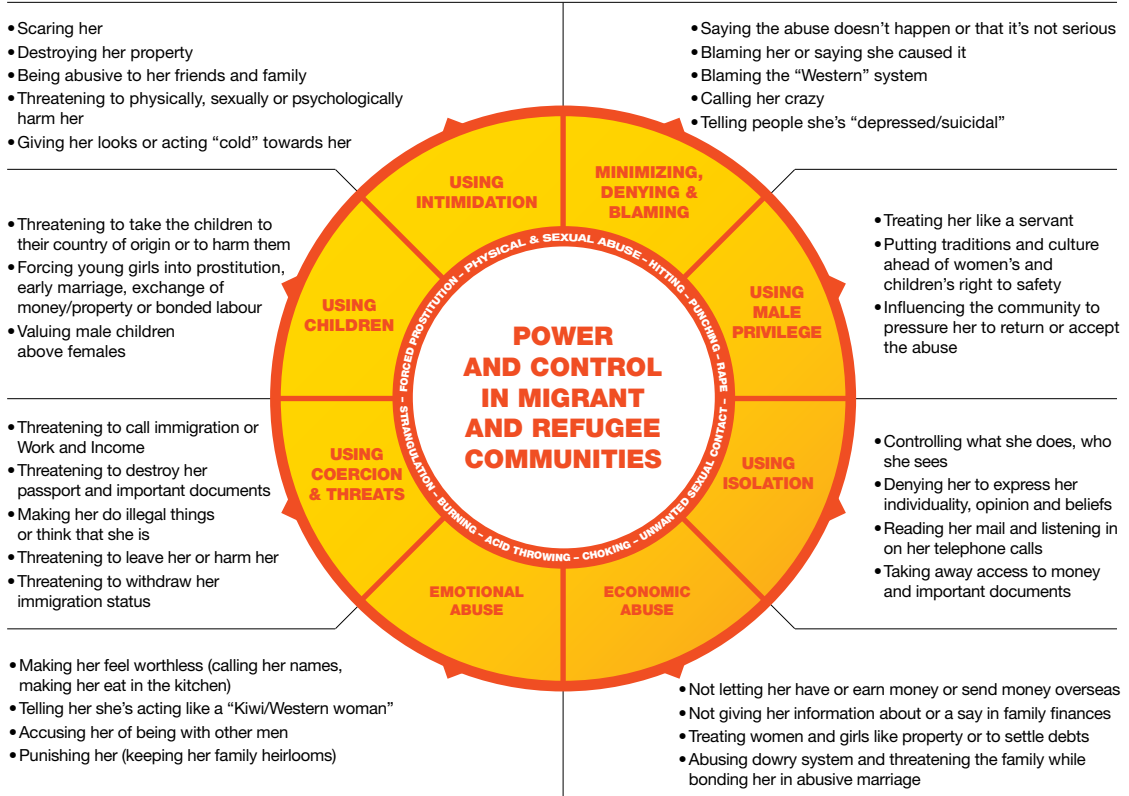 • Scaring her
• Destroying her property
• Being abusive to her friends and family
• Threatening to physically, sexually or psychologically
harm her
• Giving her looks or acting “cold” towards her
• Saying the abuse doesn’t happen or that it’s not serious
• Blaming her or saying she caused it
• Blaming the “Western” system
• Calling her crazy
• Telling people she’s “depressed/suicidal”
USING
INTIMIDATION
MINIMIZING,
DENYING &
BLAMING
• Threatening to take the children to
their country of origin or to harm them
• Forcing young girls into prostitution,
early marriage, exchange of
money/property or bonded labour
• Valuing male children
above females
USING
CHILDREN
USING
MALE
PRIVILEGE
• Treating her like a servant
• Putting traditions and culture
ahead of women’s and
children’s right to safety
• Influencing the community to
pressure her to return or accept
the abuse
PHYSICAL & SEXUAL ABUSE – HITTING – PUNCHING – RAPE – UNWANTED SEXUAL CONTACT – CHOKING – ACID THROWING – BURNING – STRANGULATION – FORCED PROSTITUTION –
POWER
AND CONTROL
IN MIGRANT
AND REFUGEE
COMMUNITIES
• Threatening to call immigration or
Work and Income
• Threatening to destroy her
passport and important documents
• Making her do illegal things
or think that she is
• Threatening to leave her or harm her
• Threatening to withdraw her
immigration status
USING
COERCION
& THREATS
USING
ISOLATION
• Controlling what she does, who
she sees
• Denying her to express her
individuality, opinion and beliefs
• Reading her mail and listening in
on her telephone calls
• Taking away access to money
and important documents
EMOTIONAL
ABUSE
ECONOMIC
ABUSE
• Making her feel worthless (calling her names,
making her eat in the kitchen)
• Telling her she’s acting like a “Kiwi/Western woman”
• Accusing her of being with other men
• Punishing her (keeping her family heirlooms)
• Not letting her have or earn money or send money overseas
• Not giving her information about or a say in family finances
• Treating women and girls like property or to settle debts
• Abusing dowry system and threatening the family while
bonding her in abusive marriage